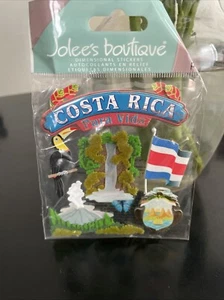 Jolee's boutique®
DIMENSIONAL STICKERS
AUTOCOLLANTS EN RELIEF
ETIQUETAS DIMENSIONALES
COSTA RICA